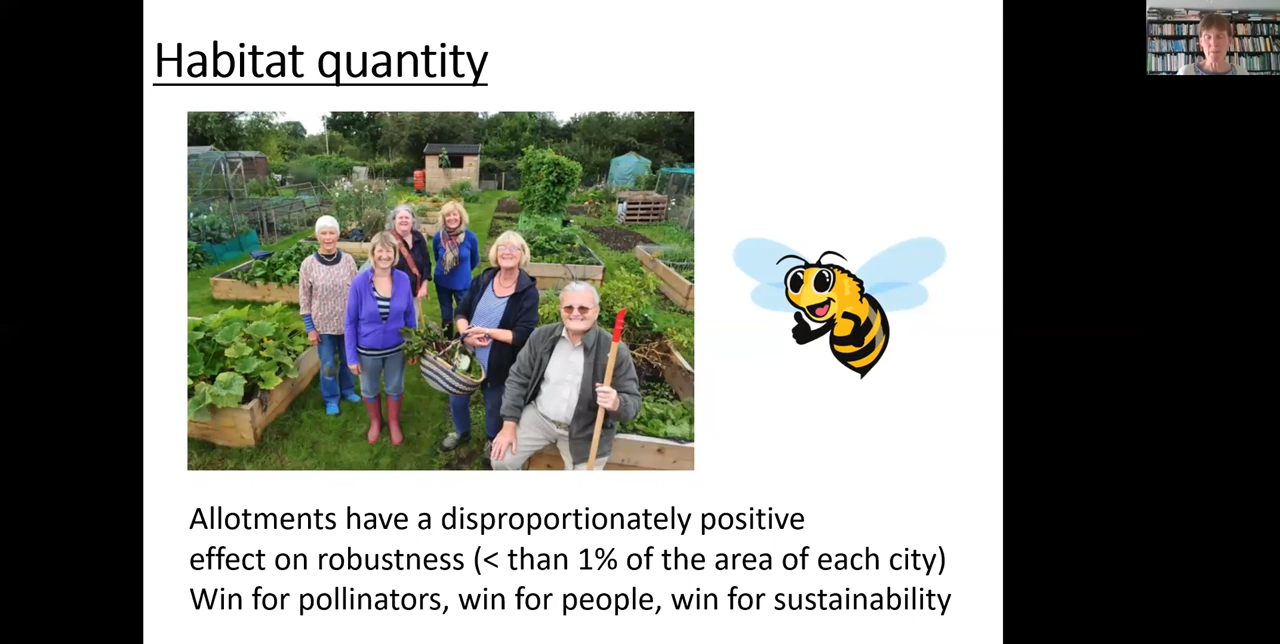 Habitat quantity
Allotments have a disproportionately positive
effect on robustness (< than 1% of the area of each city)
Win for pollinators, win for people, win for sustainability